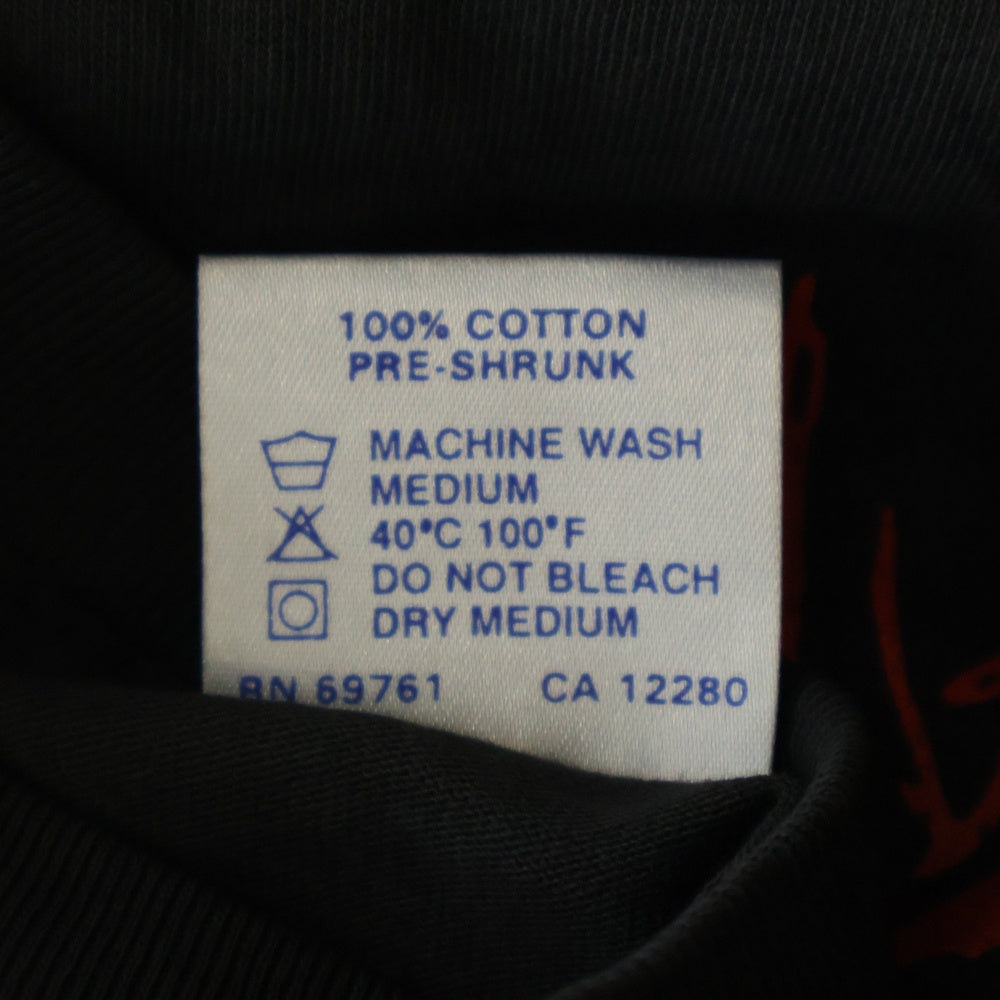 100% COTTON
PRE-SHRUNK
MACHINE WASH
MEDIUM
40°C 100°F
DO NOT BLEACH
DRY MEDIUM
RN 69761 CA 12280